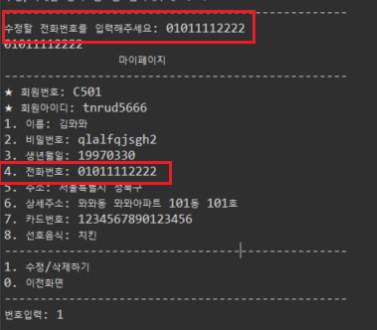 수정할 전화번호를 입력해주세요: 01011112222
01011112222
마이페이지
★ 회원번호: C501
★ 회원아이디: tnrud5666
1. 이름: 김와와
2. 비밀번호: qlalfqjsgh2
3. 생년월일: 19970330
4. 전화번호: 01011112222
5. 주소: 서울특별시 성북구
6. 상세주소: 와와동 와와아파트 101동 101호
7. 카드번호: 1234567890123456
8. 선호음식: 치킨
1. 수정/삭제하기
0. 이전화면
번호입력: 1